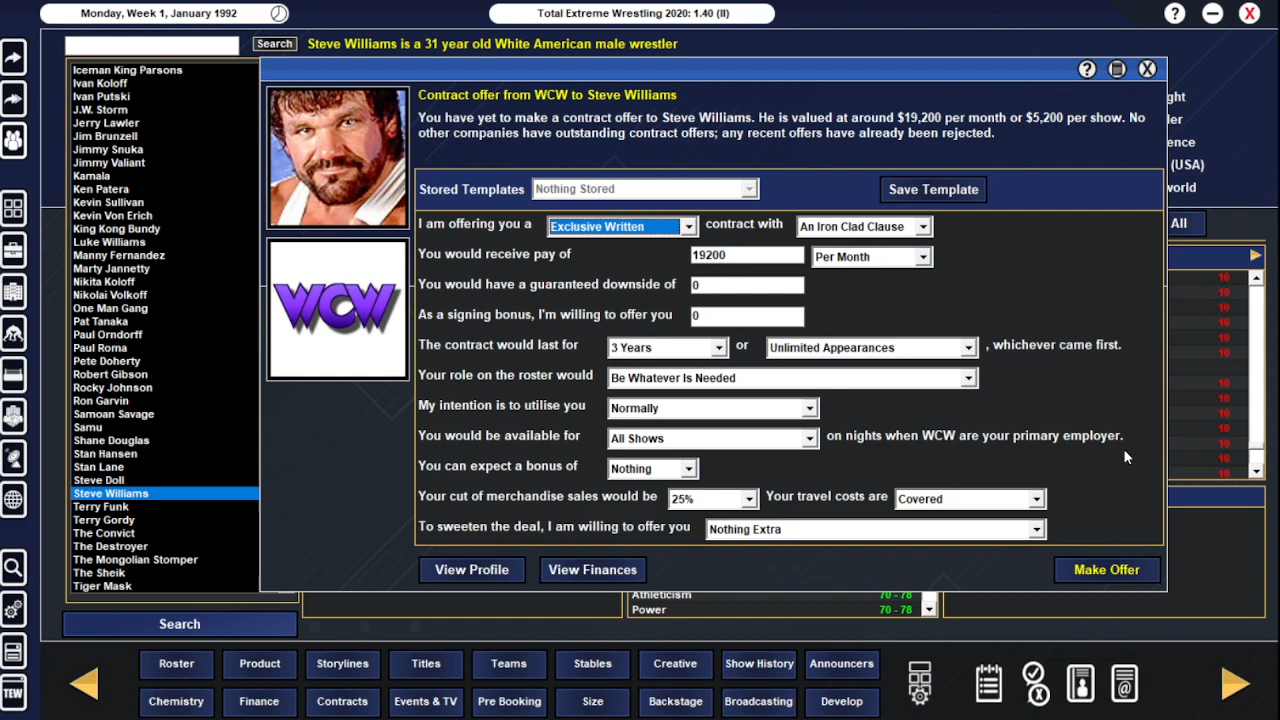 Monday, Week 1, January 1992
Total Extreme Wrestling 2020: 1.40 (II)
? X
Search
Steve Williams is a 31 year old White American male wrestler
Iceman King Parsons
Ivan Koloff
Ivan Putski
J.W. Storm
Jerry Lawler
Jim Brunzell
Jimmy Snuka
Jimmy Valiant
Kamala
Ken Patera
Kevin Sullivan
Kevin Von Erich
King Kong Bundy
Luke Williams
Manny Fernandez
Marty Jannetty
Nikita Koloff
Nikolai Volkoff
One Man Gang
Pat Tanaka
Paul Orndorff
Paul Roma
Pete Doherty
Robert Gibson
Rocky Johnson
Ron Garvin
Samoan Savage
Samu
Shane Douglas
Stan Hansen
Stan Lane
Steve Doll
Steve Williams
Terry Funk
Terry Gordy
The Convict
The Destroyer
The Mongolian Stomper
The Sheik
Tiger Mask
Search
? X
WCW
Contract offer from WCW to Steve Williams
You have yet to make a contract offer to Steve Williams. He is valued at around $19,200 per month or $5,200 per show. No
other companies have outstanding contract offers; any recent offers have already been rejected.
Stored Templates Nothing Stored Save Template
I am offering you a Exclusive Written contract with An Iron Clad Clause
You would receive pay of 19200 Per Month
You would have a guaranteed downside of 0
As a signing bonus, I'm willing to offer you 0
The contract would last for 3 Years or Unlimited Appearances , whichever came first.
Your role on the roster would Be Whatever Is Needed
My intention is to utilise you Normally
You would be available for All Shows on nights when WCW are your primary employer.
You can expect a bonus of Nothing
Your cut of merchandise sales would be 25% Your travel costs are Covered
To sweeten the deal, I am willing to offer you Nothing Extra
View Profile View Finances Make Offer
ght
der
ence
(USA)
world
All
10
10
10
10
10
10
10
10
10
10
10
10
10
Athleticism 70 - 78
Power 70 - 78
Roster Product Storylines Titles Teams Stables Creative Show History Announcers
Chemistry Finance Contracts Events & TV Pre Booking Size Backstage Broadcasting Develop
TEW
@